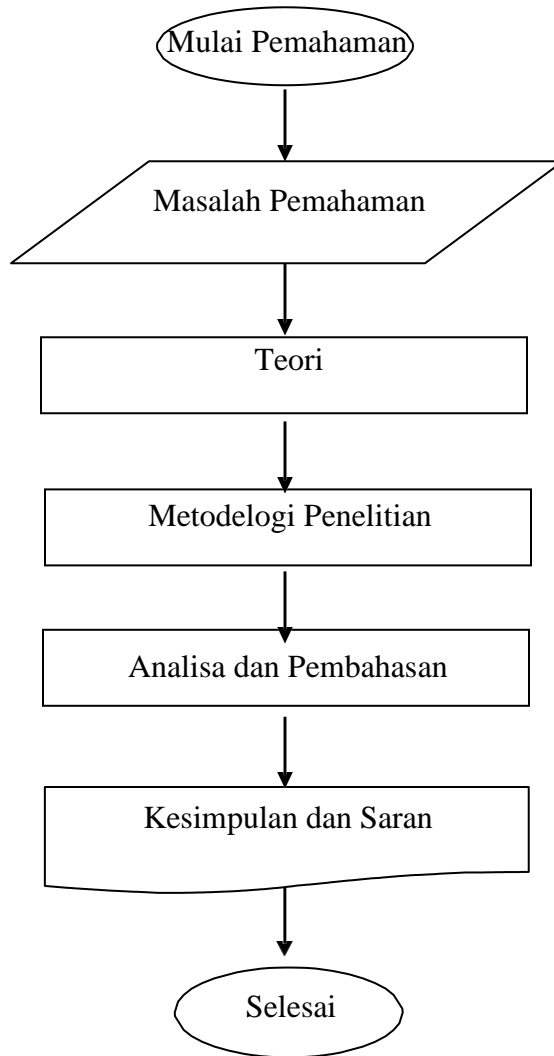 Mulai Pemahaman
Masalah Pemahaman
Teori
Metodelogi Penelitian
Analisa dan Pembahasan
Kesimpulan dan Saran
Selesai